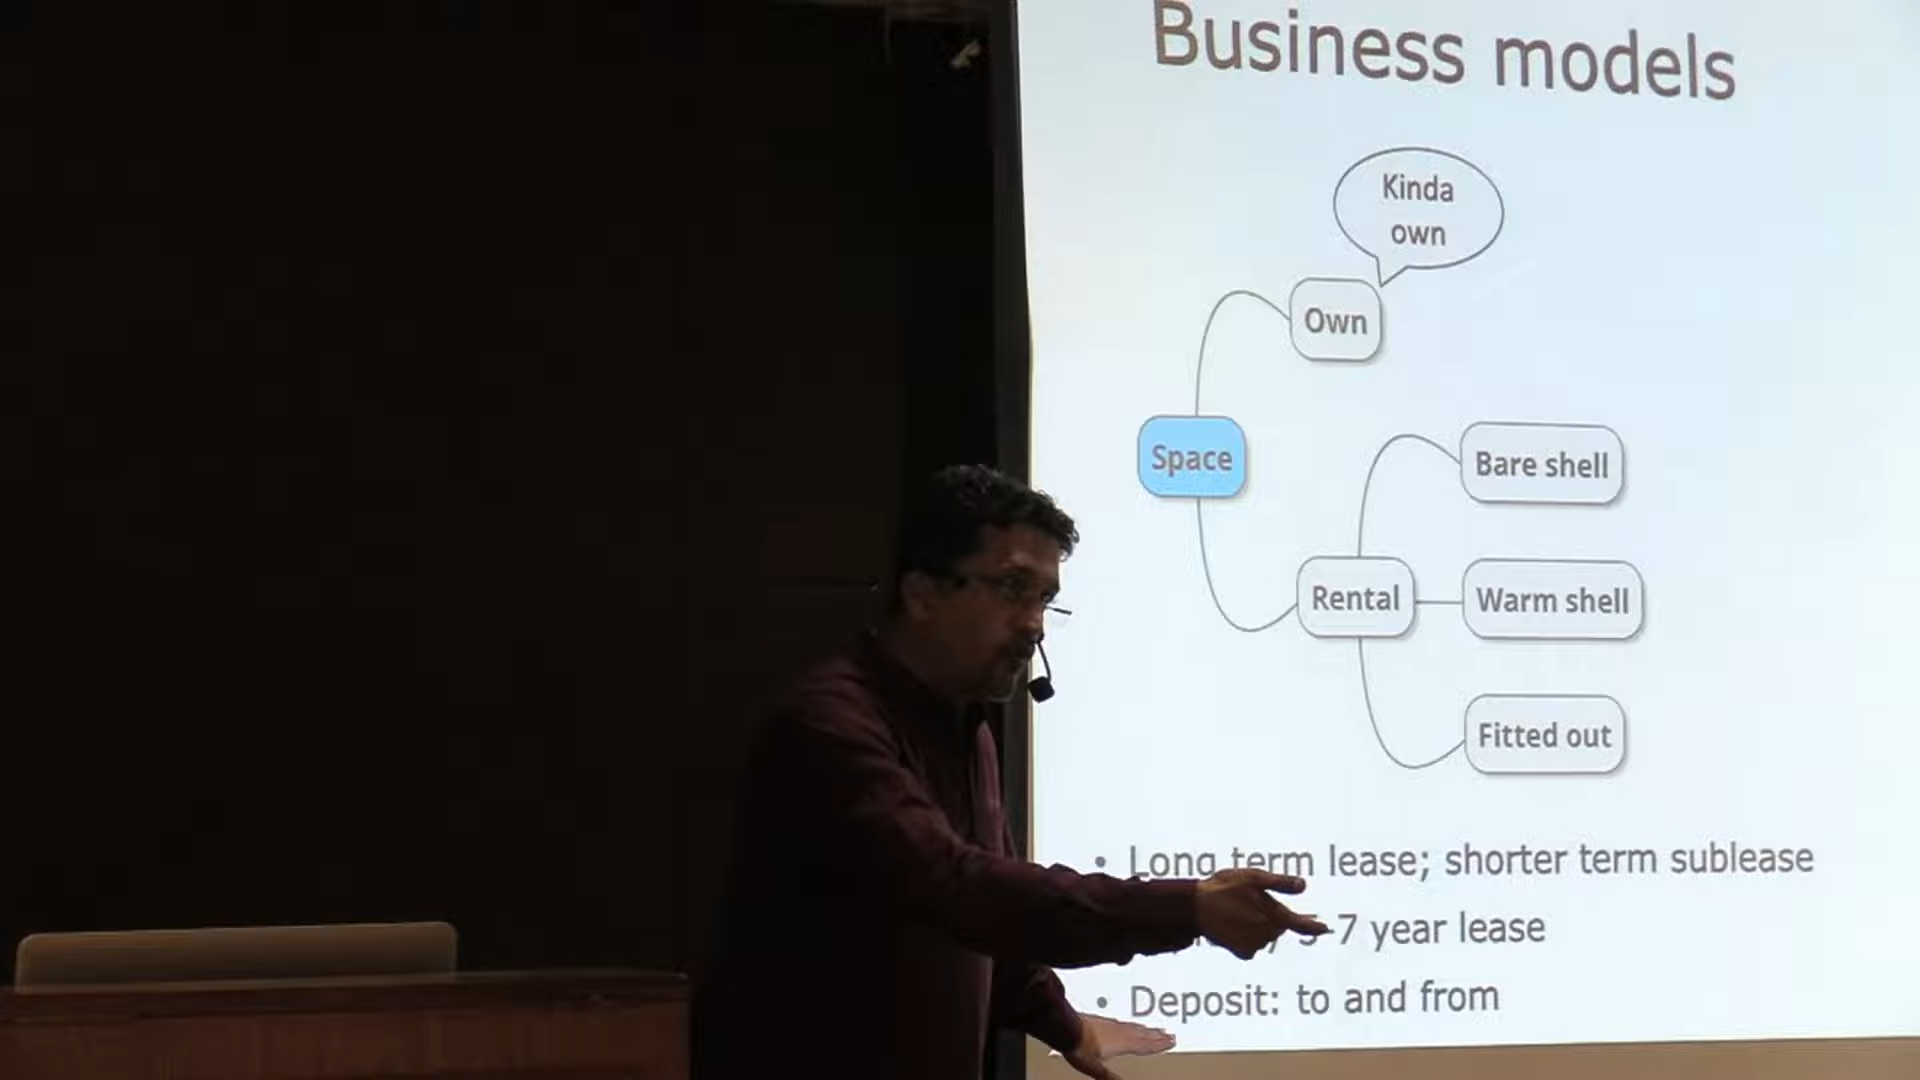 Business models
Kinda
own
Own
Space
Bare shell
Rental
Warm shell
Fitted out
• Long term lease; shorter term sublease
5-7 year lease
• Deposit: to and from